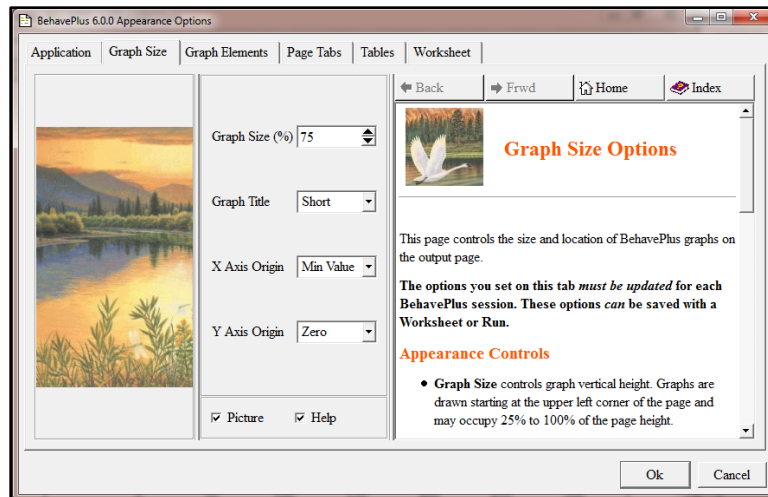 BehavePlus 6.0.0 Appearance Options
Application Graph Size Graph Elements Page Tabs Tables Worksheet
Graph Size (%) 75
Graph Title Short
X Axis Origin Min Value
Y Axis Origin Zero
Picture Help
Back Frwd Home Index
Graph Size Options
This page controls the size and location of BehavePlus graphs on
the output page.
The options you set on this tab must be updated for each
BehavePlus session. These options can be saved with a
Worksheet or Run.
Appearance Controls
• Graph Size controls graph vertical height. Graphs are
drawn starting at the upper left corner of the page and
may occupy 25% to 100% of the page height.
Ok Cancel